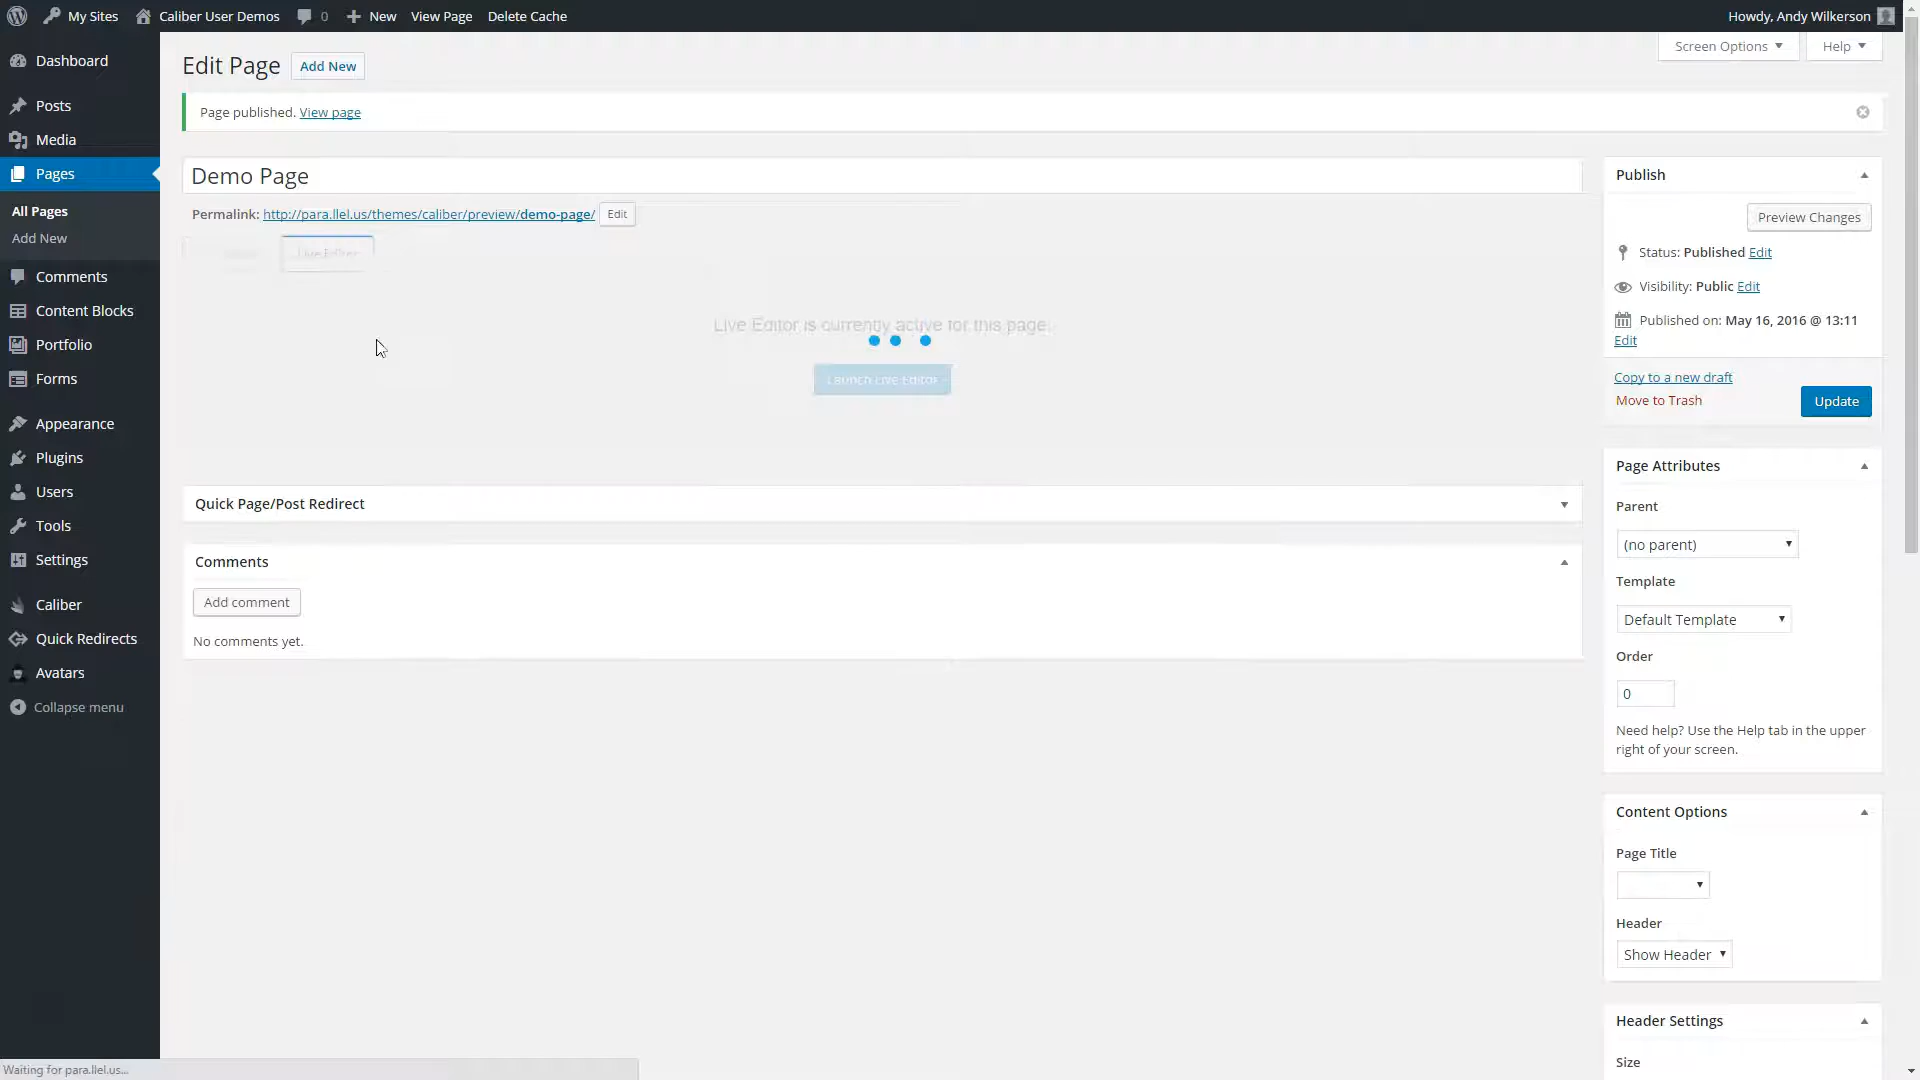 My Sites
Caliber User Demos
0
New
View Page
Delete Cache
Howdy, Andy Wilkerson
Dashboard
Posts
Media
Pages
All Pages
Add New
Comments
Content Blocks
Portfolio
Forms
Appearance
Plugins
Users
Tools
Settings
Caliber
Quick Redirects
Avatars
Collapse menu
Waiting for para.llel.us...
Screen Options
Help
Edit Page
Add New
Page published. View page
Demo Page
Permalink: http://para.llel.us/themes/caliber/preview/demo-page/ Edit
Live Editor
Live Editor is currently active for this page.
Launch Live Editor
Quick Page/Post Redirect
Comments
Add comment
No comments yet.
Publish
Preview Changes
Status: Published Edit
Visibility: Public Edit
Published on: May 16, 2016 @ 13:11
Edit
Copy to a new draft
Move to Trash
Update
Page Attributes
Parent
(no parent)
Template
Default Template
Order
0
Need help? Use the Help tab in the upper
right of your screen.
Content Options
Page Title
Header
Show Header
Header Settings
Size